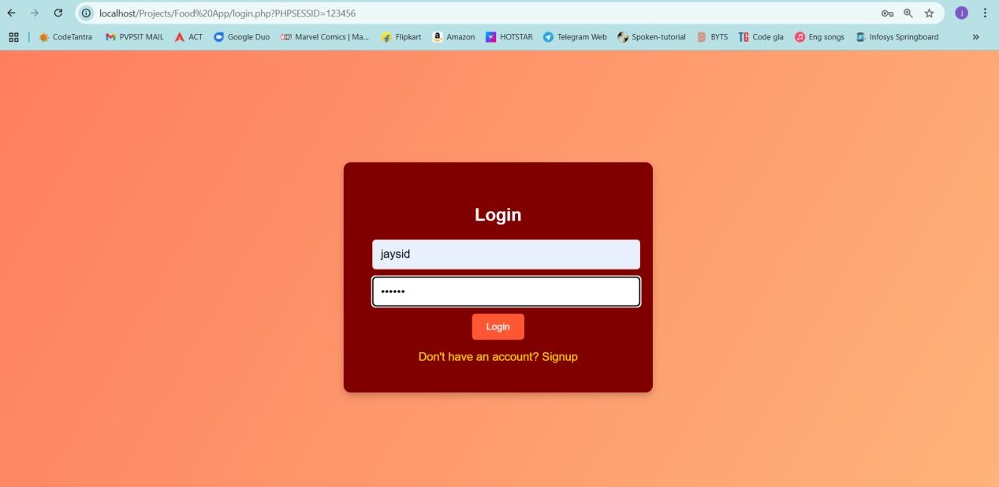 localhost/Projects/Food%20App/login.php?PHPSESSID=123456
j
CodeTantra PVPSIT MAIL ACT Google Duo Marvel Comics | Ma... Flipkart Amazon HOTSTAR Telegram Web Spoken-tutorial BYTS Code gla Eng songs Infosys Springboard »
Login
jaysid
••••••
Login
Don't have an account? Signup